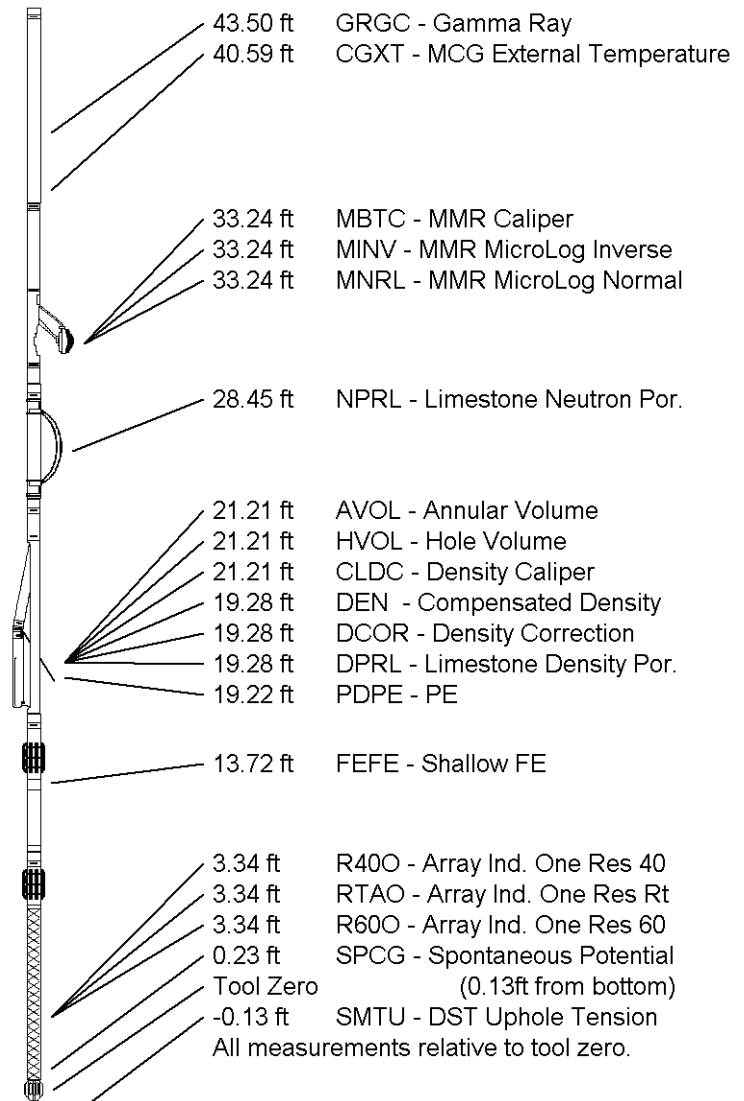 43.50 ft GRGC - Gamma Ray
40.59 ft CGXT - MCG External Temperature
33.24 ft MBTC - MMR Caliper
33.24 ft MINV - MMR MicroLog Inverse
33.24 ft MNRL - MMR MicroLog Normal
28.45 ft NPRL - Limestone Neutron Por.
21.21 ft AVOL - Annular Volume
21.21 ft HVOL - Hole Volume
21.21 ft CLDC - Density Caliper
19.28 ft DEN - Compensated Density
19.28 ft DCOR - Density Correction
19.28 ft DPRL - Limestone Density Por.
19.22 ft PDPE - PE
13.72 ft FEFE - Shallow FE
3.34 ft R40O - Array Ind. One Res 40
3.34 ft RTAO - Array Ind. One Res Rt
3.34 ft R60O - Array Ind. One Res 60
0.23 ft SPCG - Spontaneous Potential
Tool Zero (0.13ft from bottom)
-0.13 ft SMTU - DST Uphole Tension
All measurements relative to tool zero.